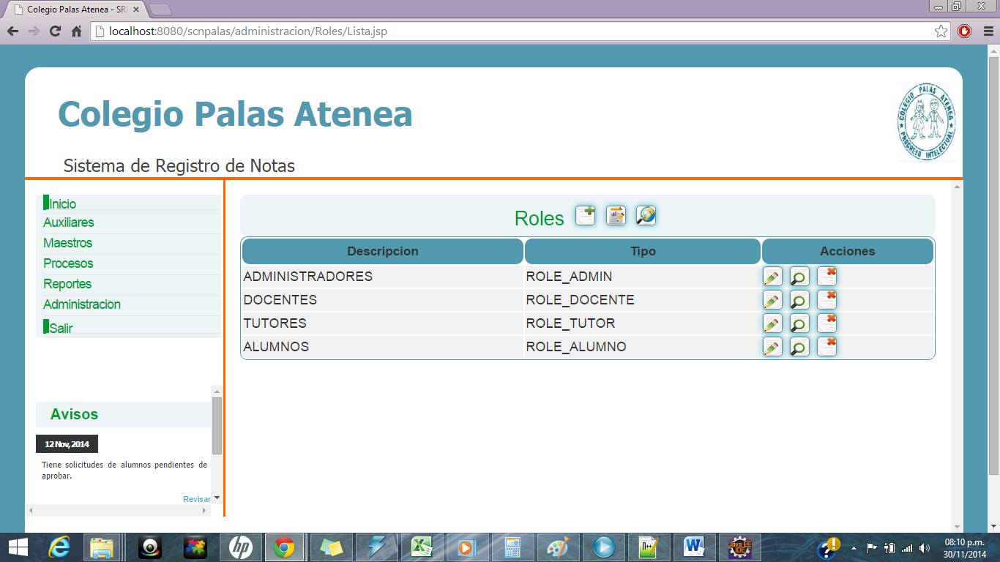 Colegio Palas Atenea - SRI
localhost:8080/scnpalas/administracion/Roles/Lista.jsp
Colegio Palas Atenea
COLEGIO PALAS ATENEA
PROGRESO INTELECTUAL
Sistema de Registro de Notas
Inicio
Auxiliares
Maestros
Procesos
Reportes
Administracion
Salir
Roles
Descripcion Tipo Acciones
ADMINISTRADORES ROLE_ADMIN
DOCENTES ROLE_DOCENTE
TUTORES ROLE_TUTOR
ALUMNOS ROLE_ALUMNO
Avisos
12 Nov, 2014
Tiene solicitudes de alumnos pendientes de
aprobar.
Revisar
hp
Java EE
IDE
08:10 p.m.
30/11/2014